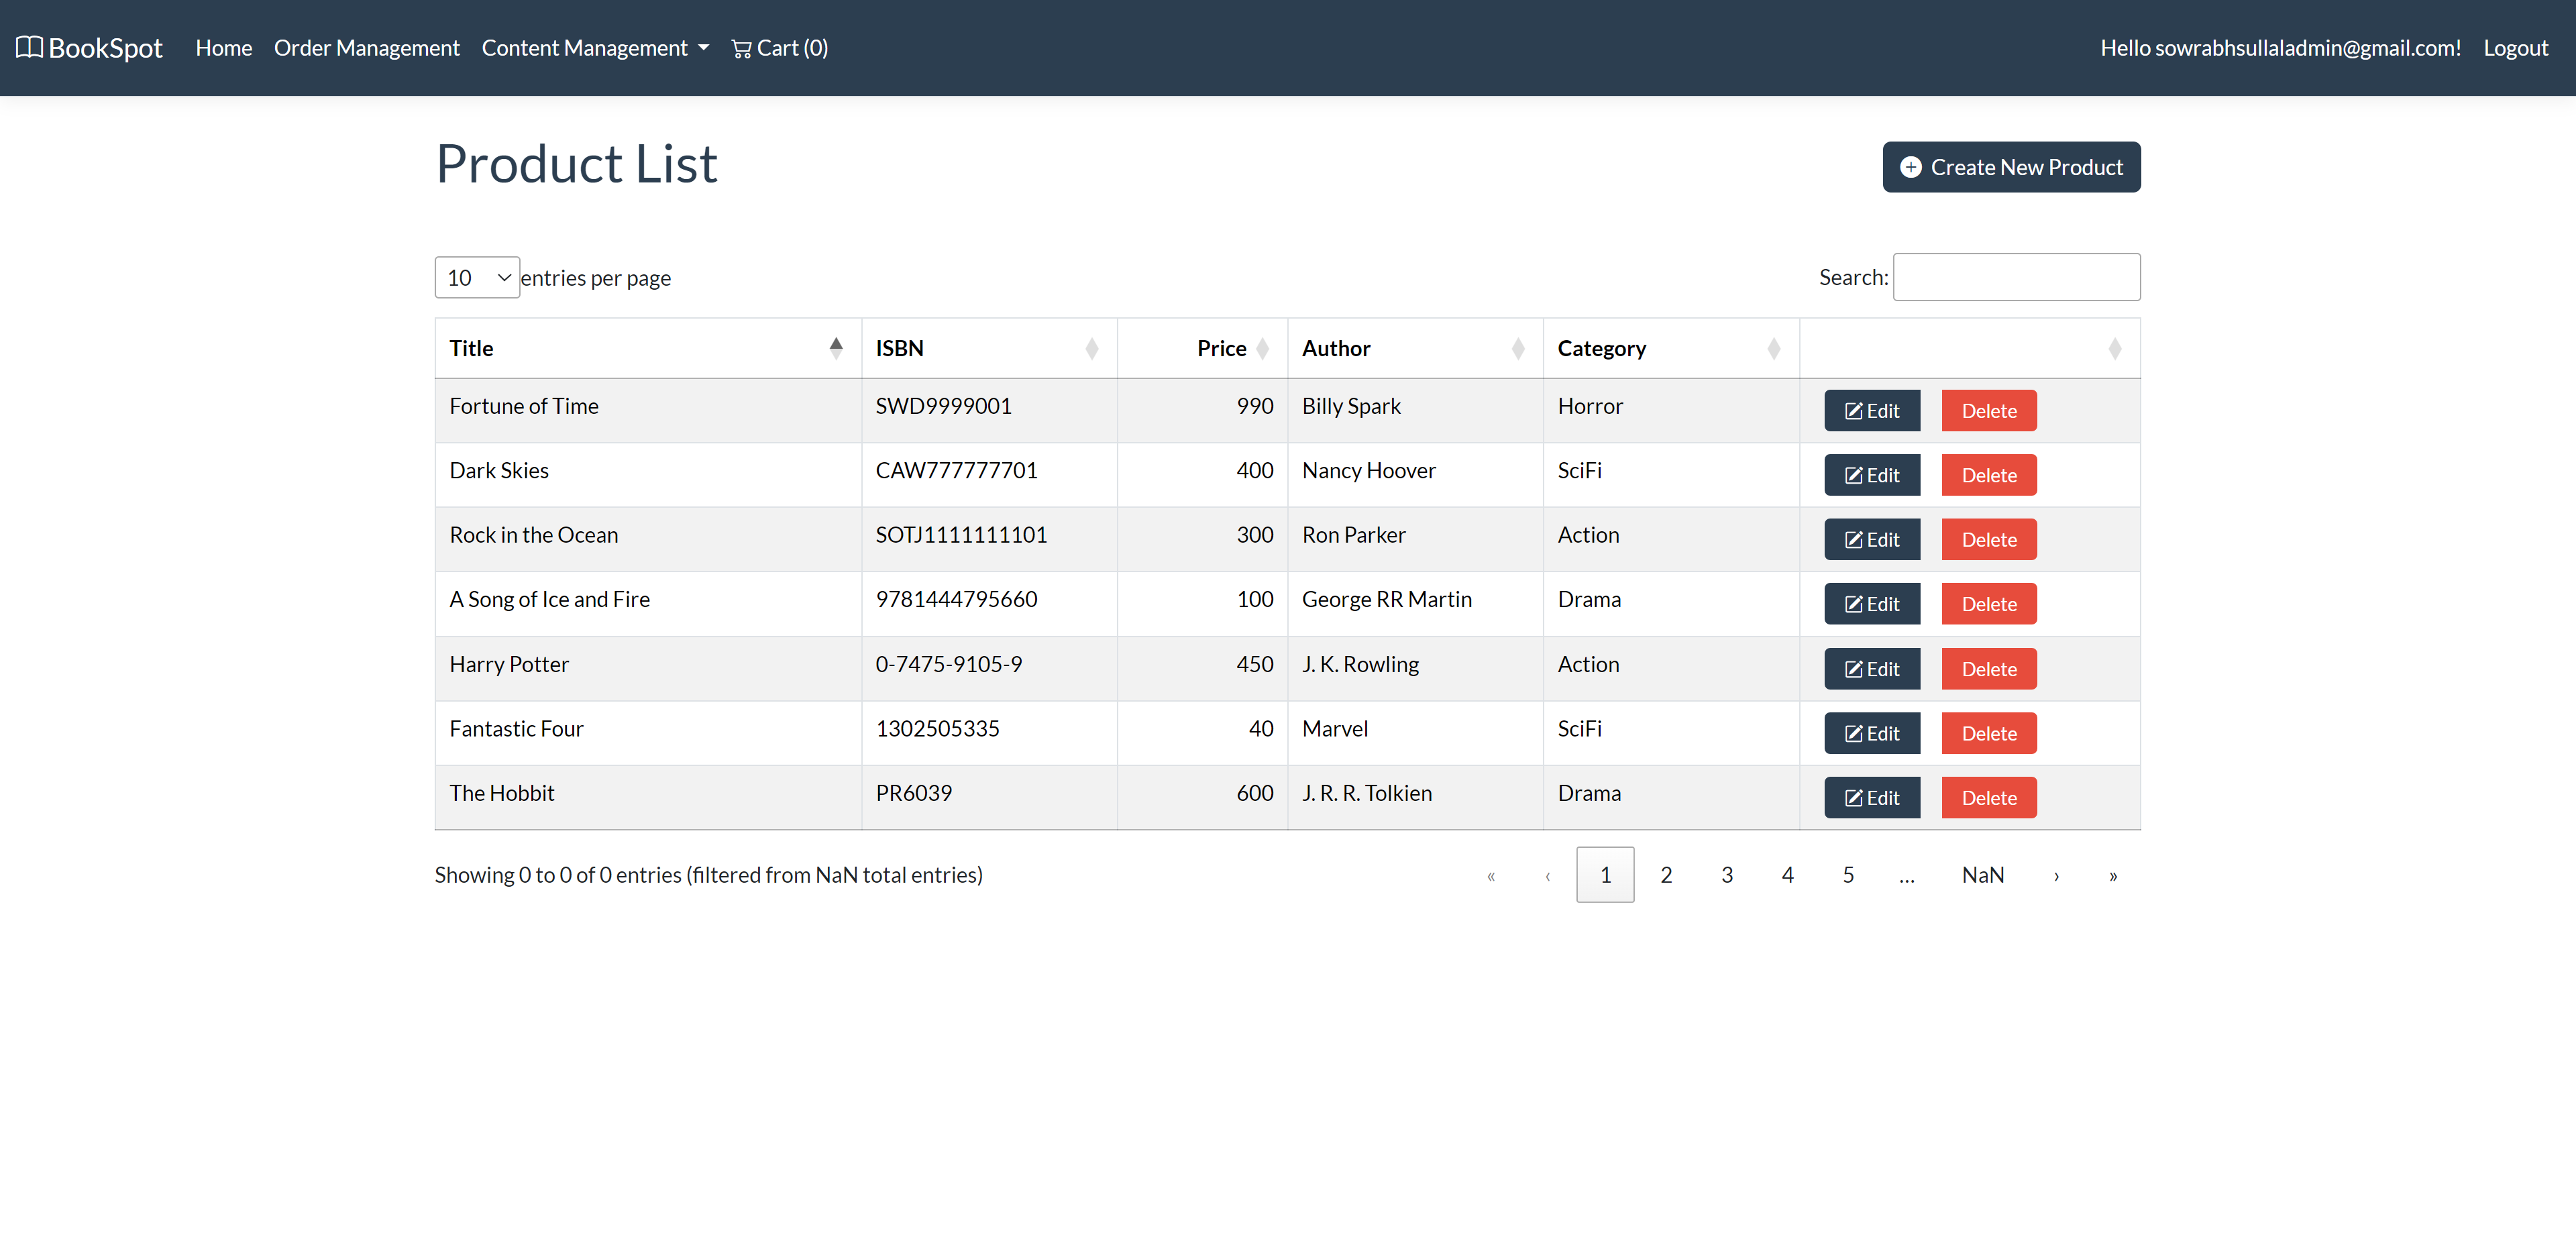 BookSpot Home Order Management Content Management Cart (0) Hello sowrabhsullaladmin@gmail.com! Logout
Product List Create New Product
10 entries per page Search:
Title ISBN Price Author Category
Fortune of Time SWD9999001 990 Billy Spark Horror Edit Delete
Dark Skies CAW777777701 400 Nancy Hoover SciFi Edit Delete
Rock in the Ocean SOTJ1111111101 300 Ron Parker Action Edit Delete
A Song of Ice and Fire 9781444795660 100 George RR Martin Drama Edit Delete
Harry Potter 0-7475-9105-9 450 J. K. Rowling Action Edit Delete
Fantastic Four 1302505335 40 Marvel SciFi Edit Delete
The Hobbit PR6039 600 J. R. R. Tolkien Drama Edit Delete
Showing 0 to 0 of 0 entries (filtered from NaN total entries) « ‹ 1 2 3 4 5 … NaN › »